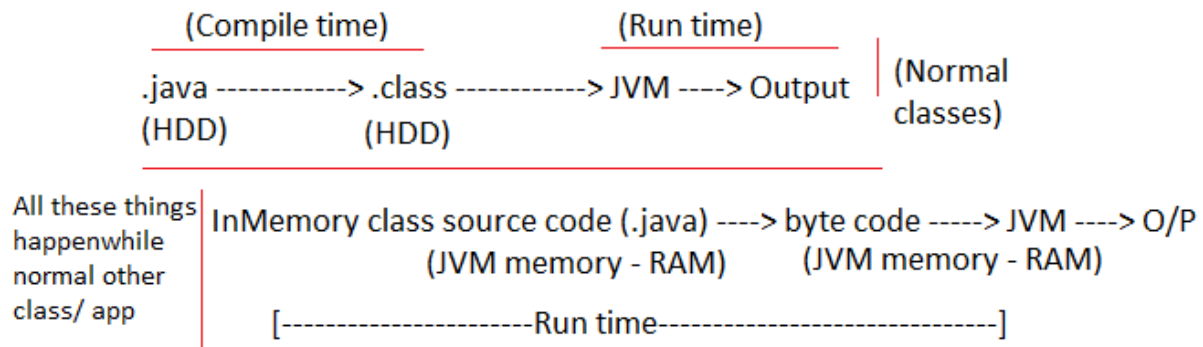 (Compile time) (Run time)
.java ------------> .class ------------> JVM ----> Output
(HDD) (HDD)
(Normal
classes)
All these things
happenwhile
normal other
class/ app
InMemory class source code (.java) ----> byte code -----> JVM ----> O/P
(JVM memory - RAM) (JVM memory - RAM)
[-----------------------Run time------------------------------]